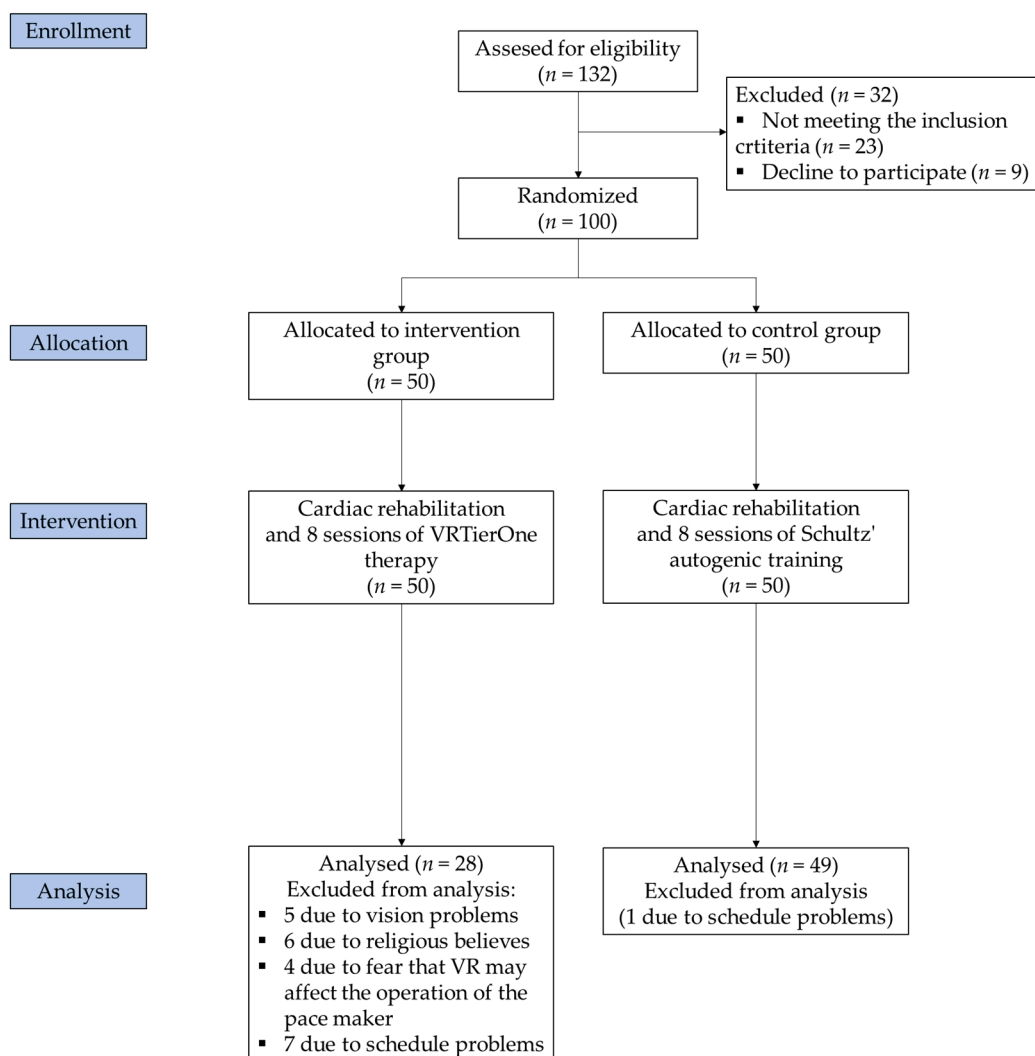 Enrollment
Assesed for eligibility
(n = 132)
Excluded (n = 32)
▪ Not meeting the inclusion
crtiteria (n = 23)
▪ Decline to participate (n = 9)
Randomized
(n = 100)
Allocation
Allocated to intervention
group
(n = 50)
Allocated to control group
(n = 50)
Intervention
Cardiac rehabilitation
and 8 sessions of VRTierOne
therapy
(n = 50)
Cardiac rehabilitation
and 8 sessions of Schultz'
autogenic training
(n = 50)
Analysis
Analysed (n = 28)
Excluded from analysis:
▪ 5 due to vision problems
▪ 6 due to religious believes
▪ 4 due to fear that VR may
affect the operation of the
pace maker
▪ 7 due to schedule problems
Analysed (n = 49)
Excluded from analysis
(1 due to schedule problems)